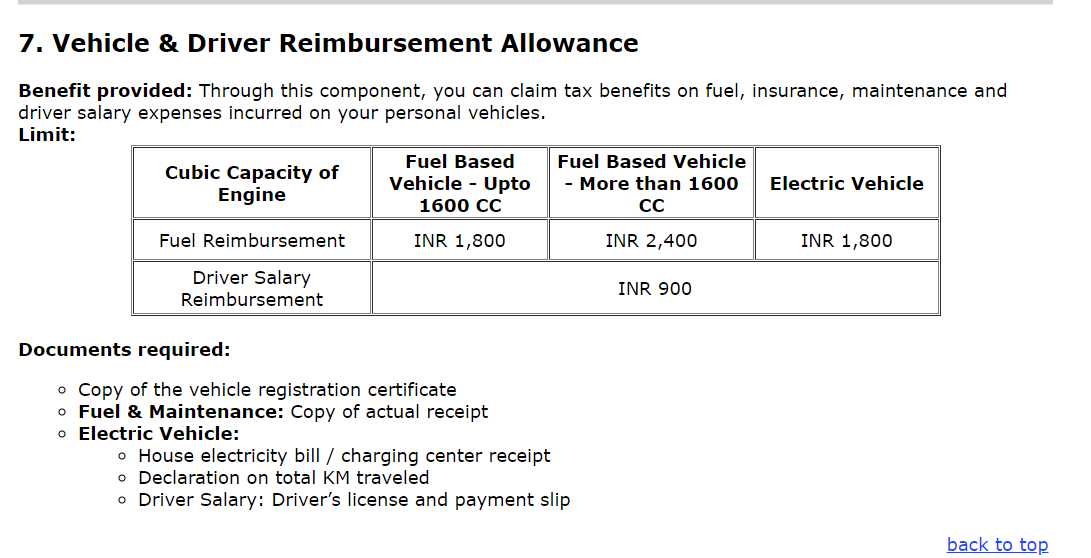 7. Vehicle & Driver Reimbursement Allowance
Benefit provided: Through this component, you can claim tax benefits on fuel, insurance, maintenance and
driver salary expenses incurred on your personal vehicles.
Limit:
Cubic Capacity of
Engine
Fuel Based
Vehicle - Upto
1600 CC
Fuel Based Vehicle
- More than 1600
CC
Electric Vehicle
Fuel Reimbursement
INR 1,800
INR 2,400
INR 1,800
Driver Salary
Reimbursement
INR 900
Documents required:
Copy of the vehicle registration certificate
Fuel & Maintenance: Copy of actual receipt
Electric Vehicle:
House electricity bill / charging center receipt
Declaration on total KM traveled
Driver Salary: Driver’s license and payment slip
back to top